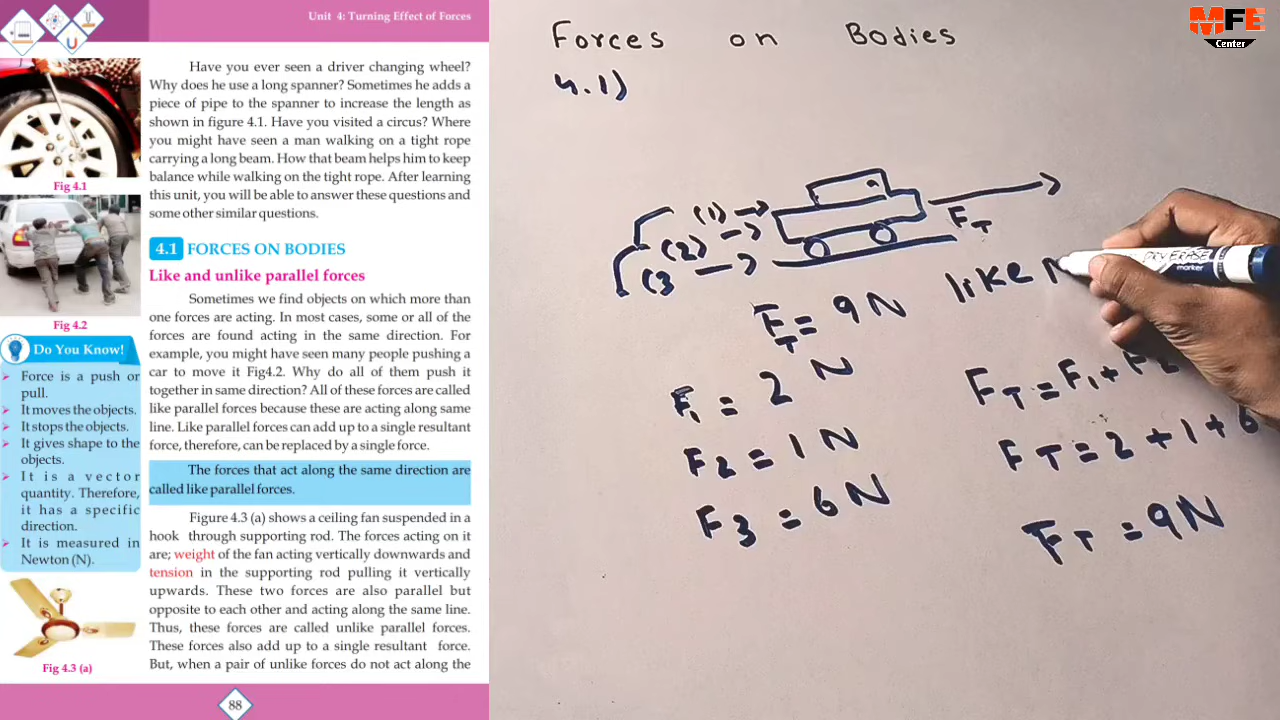 Unit 4: Turning Effect of Forces
Have you ever seen a driver changing wheel?
Why does he use a long spanner? Sometimes he adds a
piece of pipe to the spanner to increase the length as
shown in figure 4.1. Have you visited a circus? Where
you might have seen a man walking on a tight rope
carrying a long beam. How that beam helps him to keep
balance while walking on the tight rope. After learning
this unit, you will be able to answer these questions and
some other similar questions.
Fig 4.1
4.1 FORCES ON BODIES
Like and unlike parallel forces
Sometimes we find objects on which more than
one forces are acting. In most cases, some or all of the
forces are found acting in the same direction. For
example, you might have seen many people pushing a
car to move it Fig4.2. Why do all of them push it
together in same direction? All of these forces are called
like parallel forces because these are acting along same
line. Like parallel forces can add up to a single resultant
force, therefore, can be replaced by a single force.
Fig 4.2
Do You Know!
Force is a push or
pull.
It moves the objects.
It stops the objects.
It gives shape to the
objects.
It is a vector
quantity. Therefore,
it has a specific
direction.
It is measured in
Newton (N).
The forces that act along the same direction are
called like parallel forces.
Figure 4.3 (a) shows a ceiling fan suspended in a
hook through supporting rod. The forces acting on it
are; weight of the fan acting vertically downwards and
tension in the supporting rod pulling it vertically
upwards. These two forces are also parallel but
opposite to each other and acting along the same line.
Thus, these forces are called unlike parallel forces.
These forces also add up to a single resultant force.
But, when a pair of unlike forces do not act along the
Fig 4.3 (a)
88
MFE
Center
Forces on Bodies
4.1)
(1)
(2)
(3
FT
FT = 9N
F1 = 2 N
F2 = 1N
F3 = 6N
like
FT = F1 + F2
FT = 2 + 1 + 6
FT = 9N